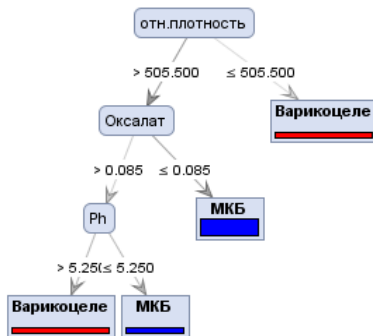 отн.плотность
> 505.500 ≤ 505.500
Оксалат
Варикоцеле
> 0.085 ≤ 0.085
Ph
МКБ
> 5.25(≤ 5.250
Варикоцеле
МКБ